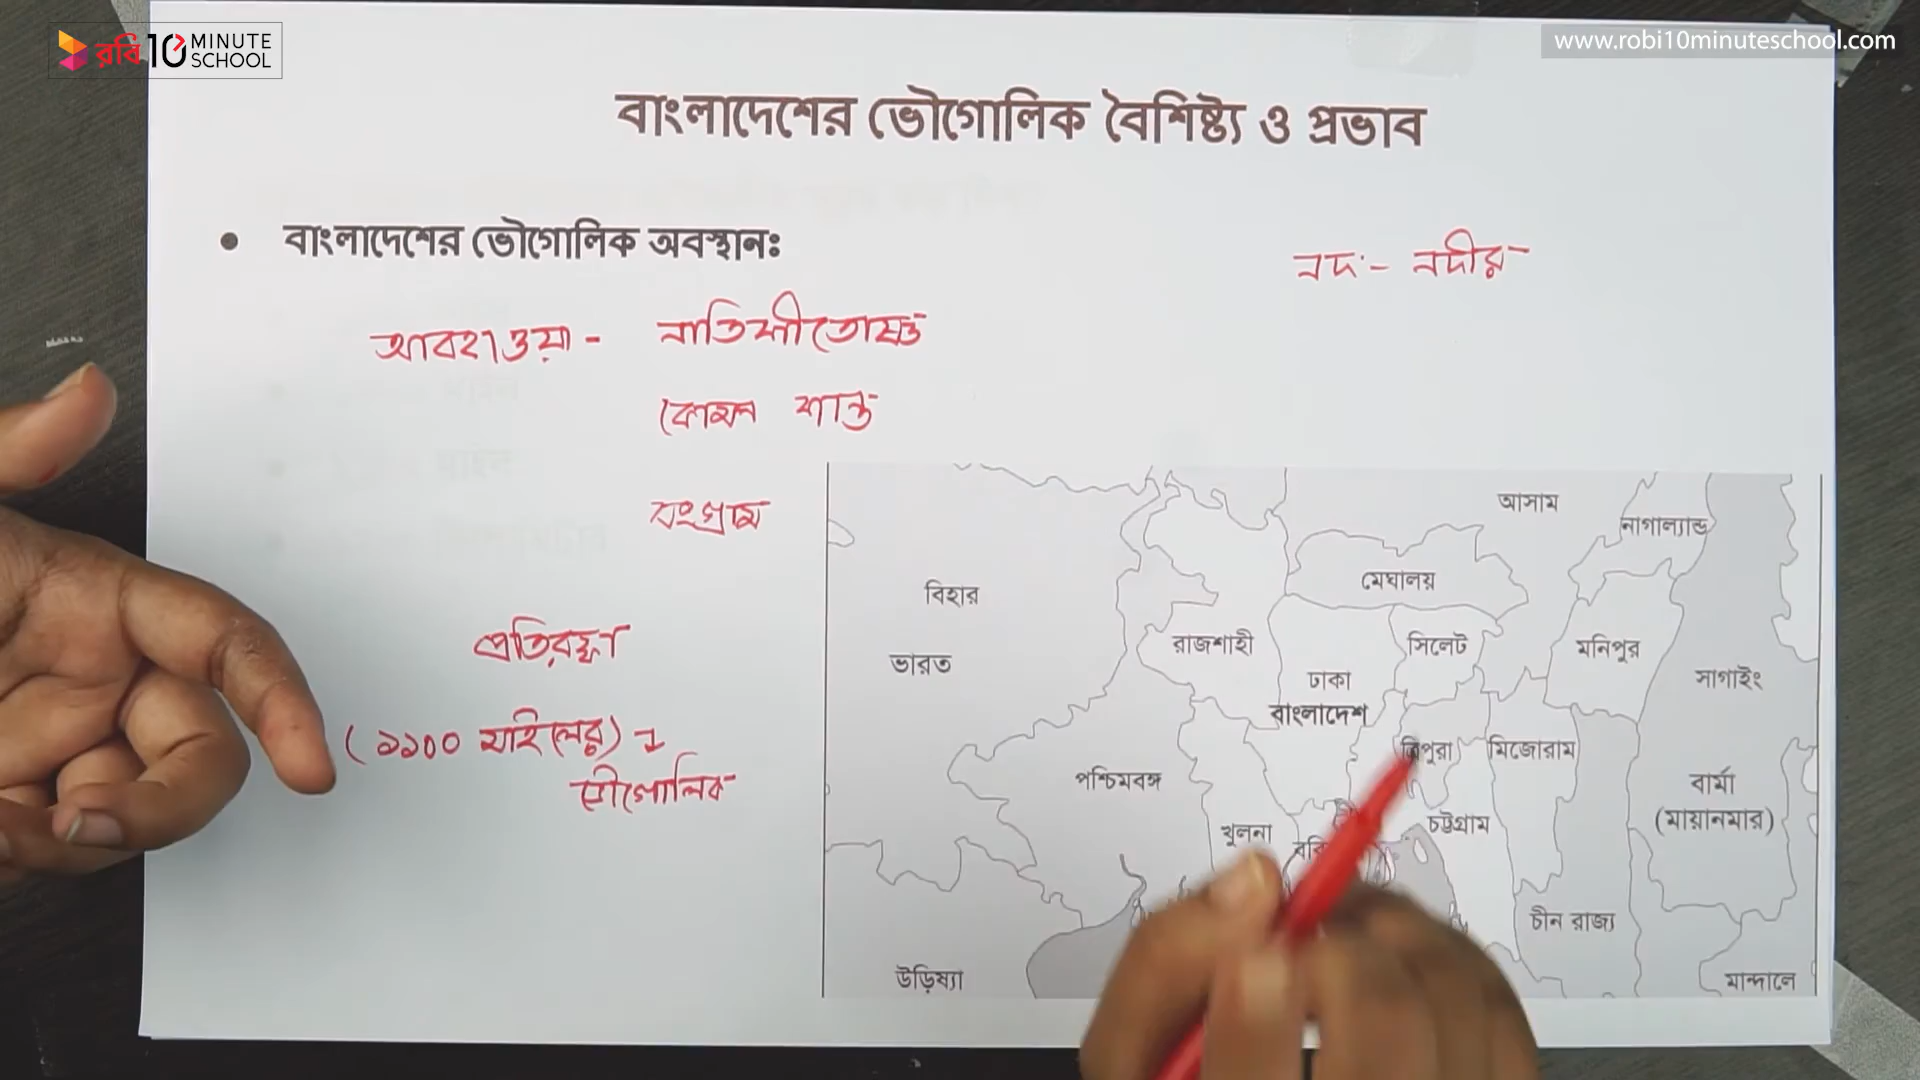 রবি 10 MINUTE SCHOOL
www.robi10minuteschool.com
বাংলাদেশের ভৌগোলিক বৈশিষ্ট্য ও প্রভাব
• বাংলাদেশের ভৌগোলিক অবস্থানঃ
নদ - নদীর
আবহাওয়া - নাতিশীতোষ্ণ
কোমল শান্ত
সংগ্রাম
প্রতিরক্ষা
(১১০০ মাইলের) -
ভৌগোলিক
আসাম
নাগাল্যান্ড
মেঘালয়
বিহার
রাজশাহী
সিলেট
মনিপুর
ভারত
ঢাকা
সাগাইং
বাংলাদেশ
ত্রিপুরা
মিজোরাম
পশ্চিমবঙ্গ
বার্মা
(মায়ানমার)
খুলনা
চট্টগ্রাম
চীন রাজ্য
উড়িষ্যা
মান্দালে